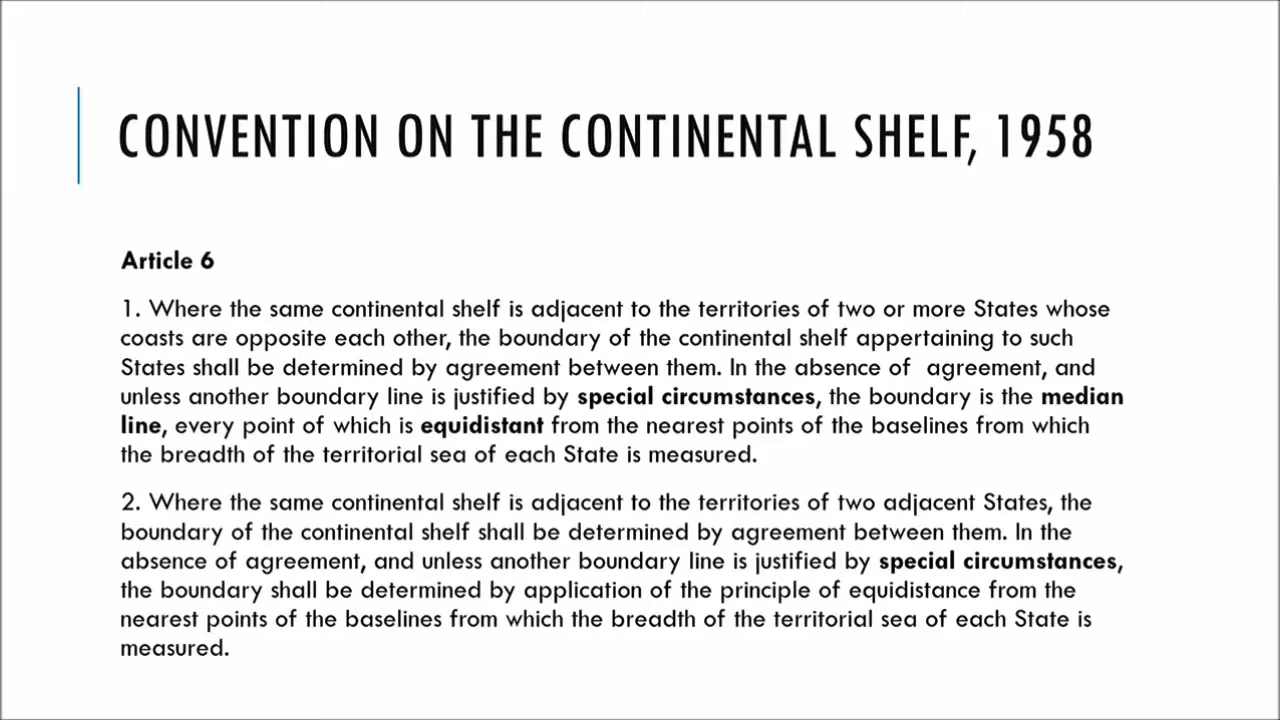 CONVENTION ON THE CONTINENTAL SHELF, 1958
Article 6
1. Where the same continental shelf is adjacent to the territories of two or more States whose
coasts are opposite each other, the boundary of the continental shelf appertaining to such
States shall be determined by agreement between them. In the absence of  agreement, and
unless another boundary line is justified by special circumstances, the boundary is the median
line, every point of which is equidistant from the nearest points of the baselines from which
the breadth of the territorial sea of each State is measured.
2. Where the same continental shelf is adjacent to the territories of two adjacent States, the
boundary of the continental shelf shall be determined by agreement between them. In the
absence of agreement, and unless another boundary line is justified by special circumstances,
the boundary shall be determined by application of the principle of equidistance from the
nearest points of the baselines from which the breadth of the territorial sea of each State is
measured.